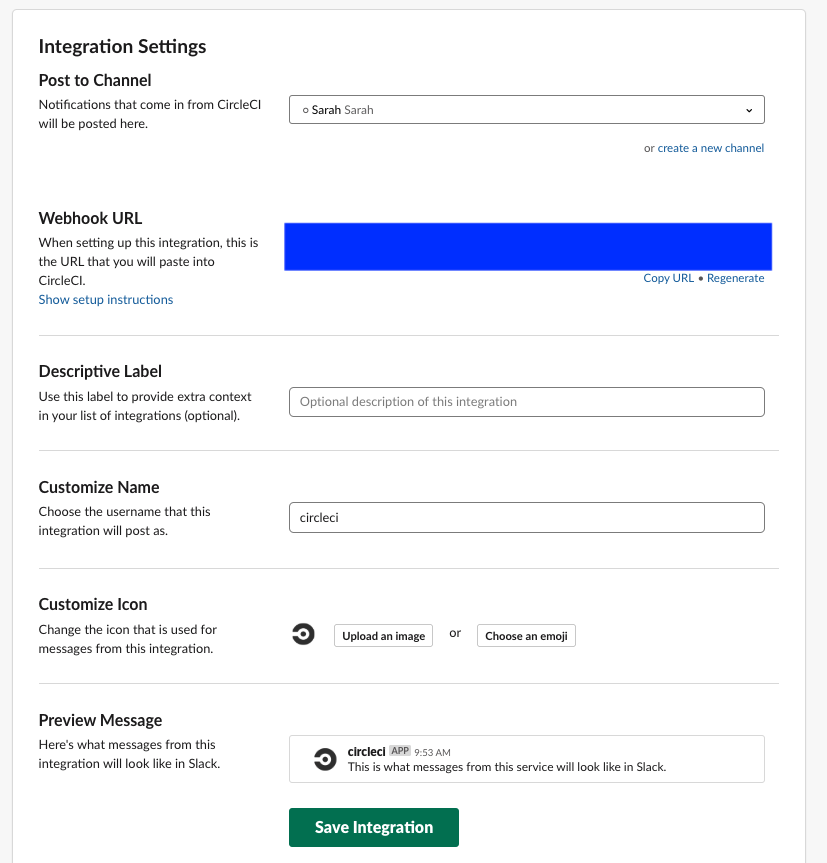 Integration Settings
Post to Channel
Notifications that come in from CircleCI
will be posted here.
Sarah Sarah
or create a new channel
Webhook URL
When setting up this integration, this is
the URL that you will paste into
CircleCI.
Show setup instructions
Copy URL • Regenerate
Descriptive Label
Use this label to provide extra context
in your list of integrations (optional).
Optional description of this integration
Customize Name
Choose the username that this
integration will post as.
circleci
Customize Icon
Change the icon that is used for
messages from this integration.
Upload an image or Choose an emoji
Preview Message
Here's what messages from this
integration will look like in Slack.
circleci APP 9:53 AM
This is what messages from this service will look like in Slack.
Save Integration